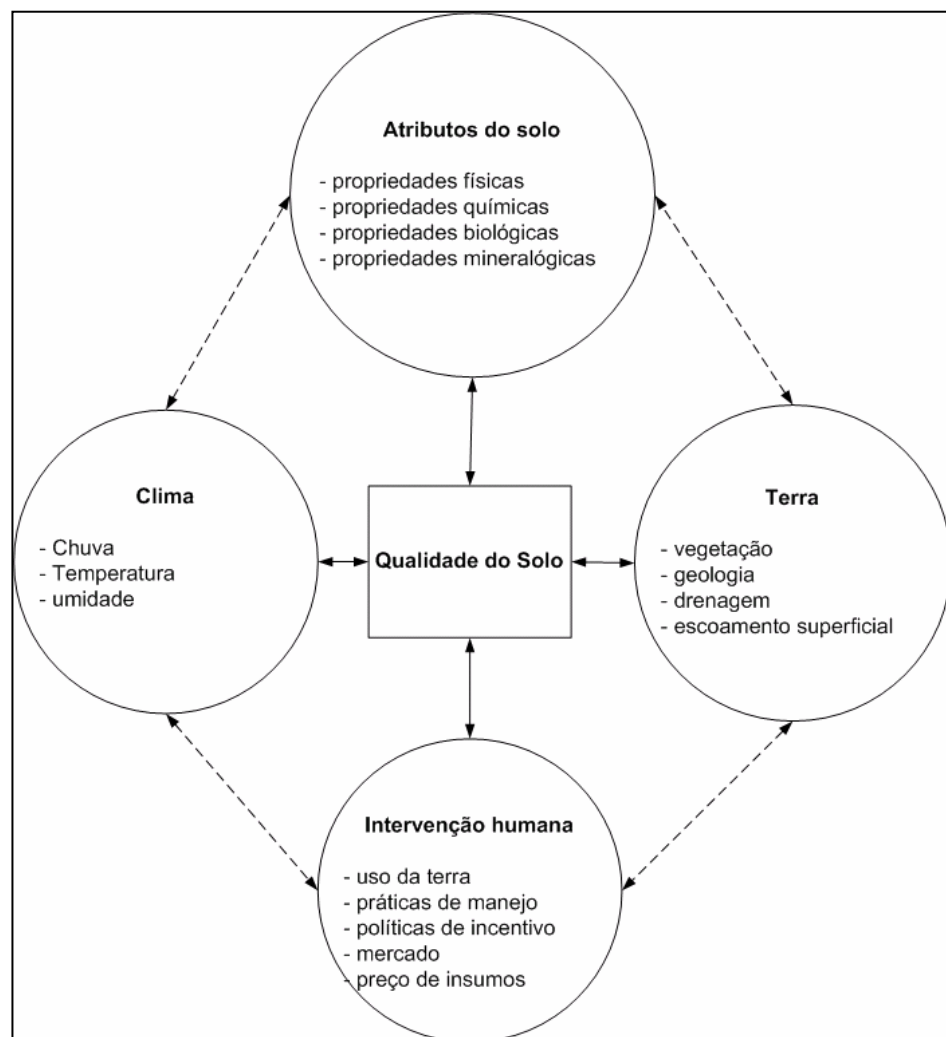 Atributos do solo
- propriedades físicas
- propriedades químicas
- propriedades biológicas
- propriedades mineralógicas
Clima
- Chuva
- Temperatura
- umidade
Qualidade do Solo
Terra
- vegetação
- geologia
- drenagem
- escoamento superficial
Intervenção humana
- uso da terra
- práticas de manejo
- políticas de incentivo
- mercado
- preço de insumos